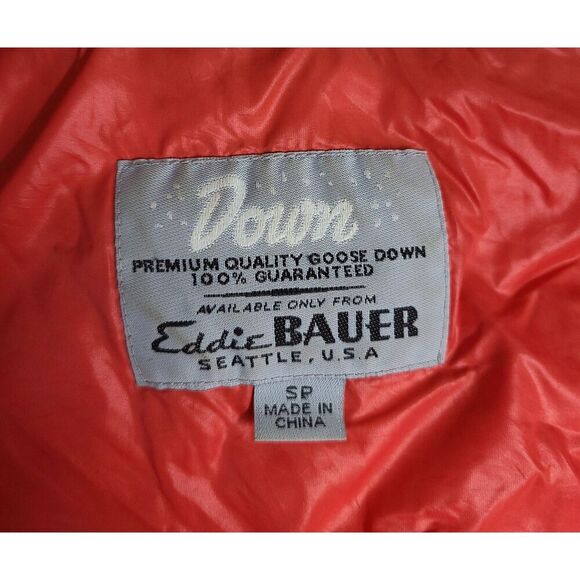 Down
PREMIUM QUALITY GOOSE DOWN
100% GUARANTEED
AVAILABLE ONLY FROM
Eddie BAUER
SEATTLE, U.S.A
SP
MADE IN
CHINA